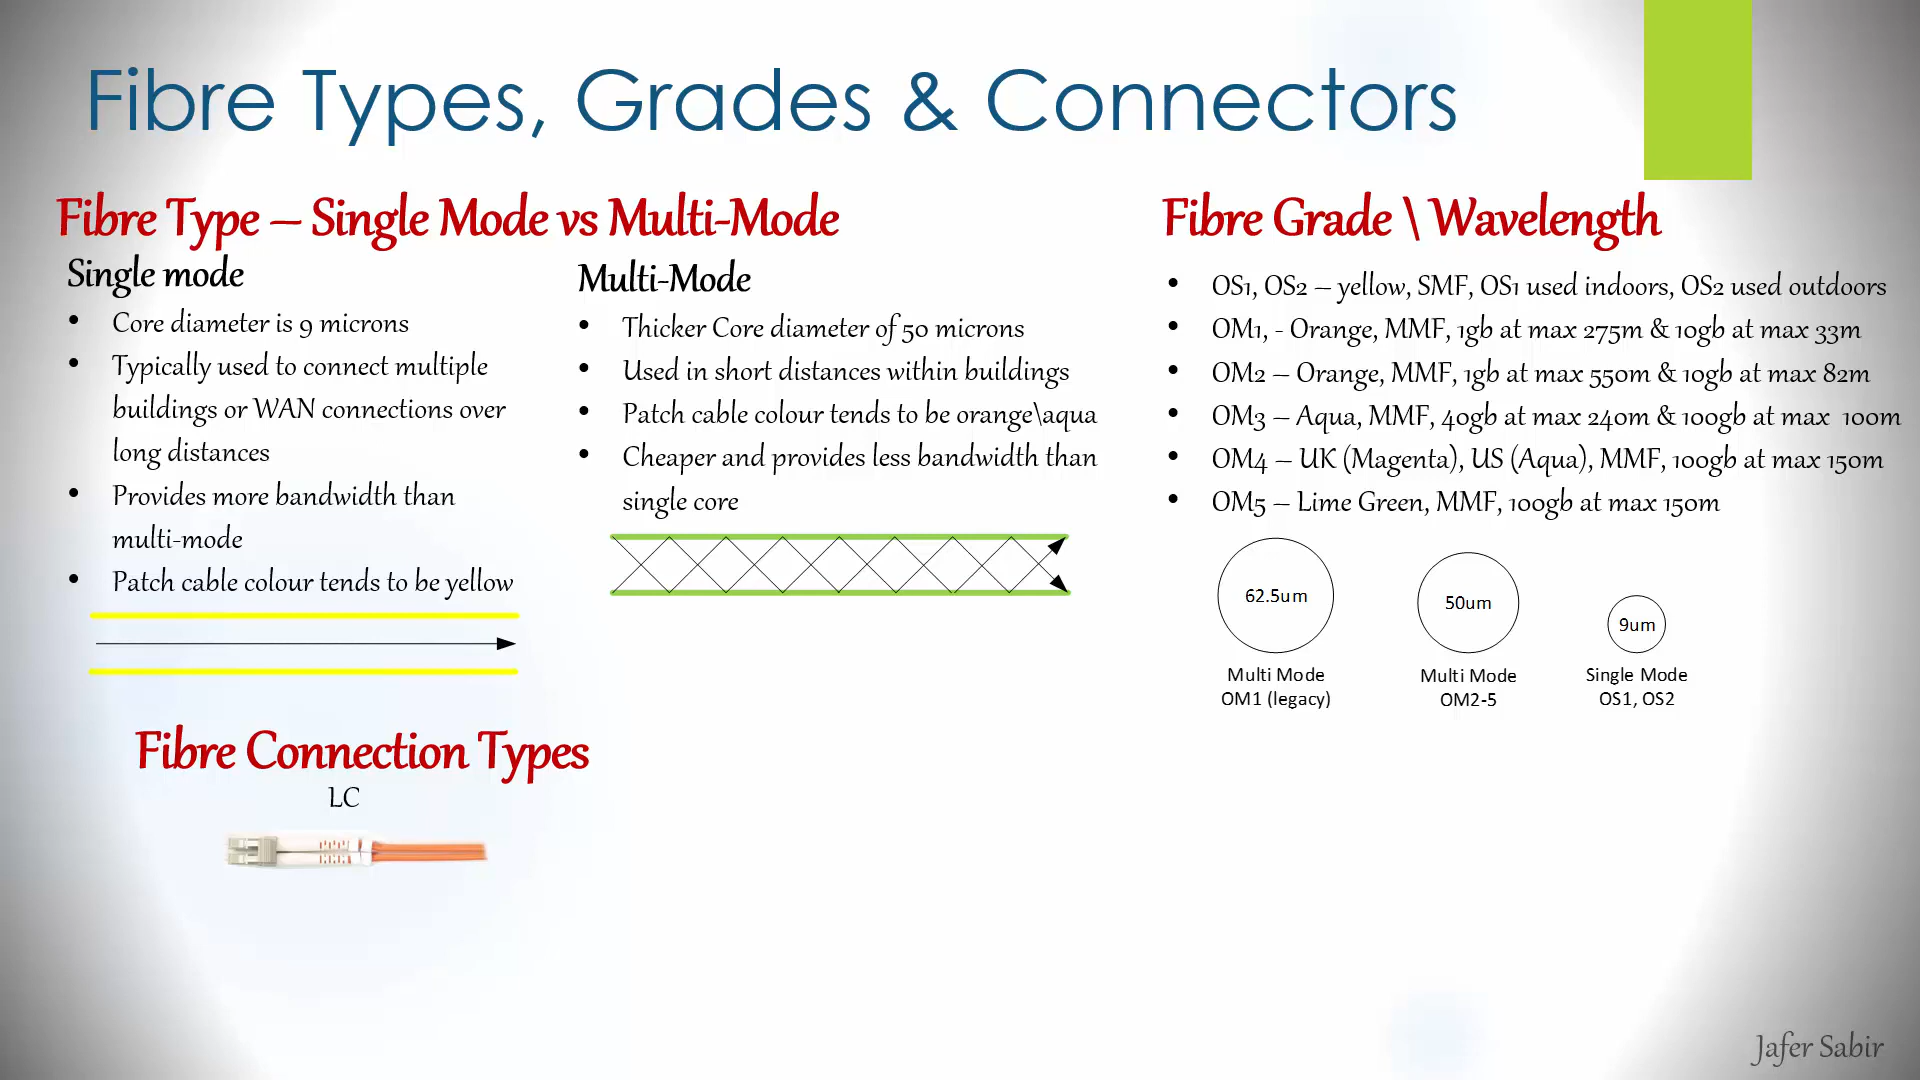 Fibre Types, Grades & Connectors
Fibre Type – Single Mode vs Multi-Mode
Single mode
• Core diameter is 9 microns
• Typically used to connect multiple
buildings or WAN connections over
long distances
• Provides more bandwidth than
multi-mode
• Patch cable colour tends to be yellow
Multi-Mode
• Thicker Core diameter of 50 microns
• Used in short distances within buildings
• Patch cable colour tends to be orange\aqua
• Cheaper and provides less bandwidth than
single core
Fibre Grade \ Wavelength
• OS1, OS2 – yellow, SMF, OS1 used indoors, OS2 used outdoors
• OM1, - Orange, MMF, 1gb at max 275m & 10gb at max 33m
• OM2 – Orange, MMF, 1gb at max 550m & 10gb at max 82m
• OM3 – Aqua, MMF, 40gb at max 240m & 100gb at max 100m
• OM4 – UK (Magenta), US (Aqua), MMF, 100gb at max 150m
• OM5 – Lime Green, MMF, 100gb at max 150m
62.5um
Multi Mode
OM1 (legacy)
50um
Multi Mode
OM2-5
9um
Single Mode
OS1, OS2
Fibre Connection Types
LC
Jafer Sabir